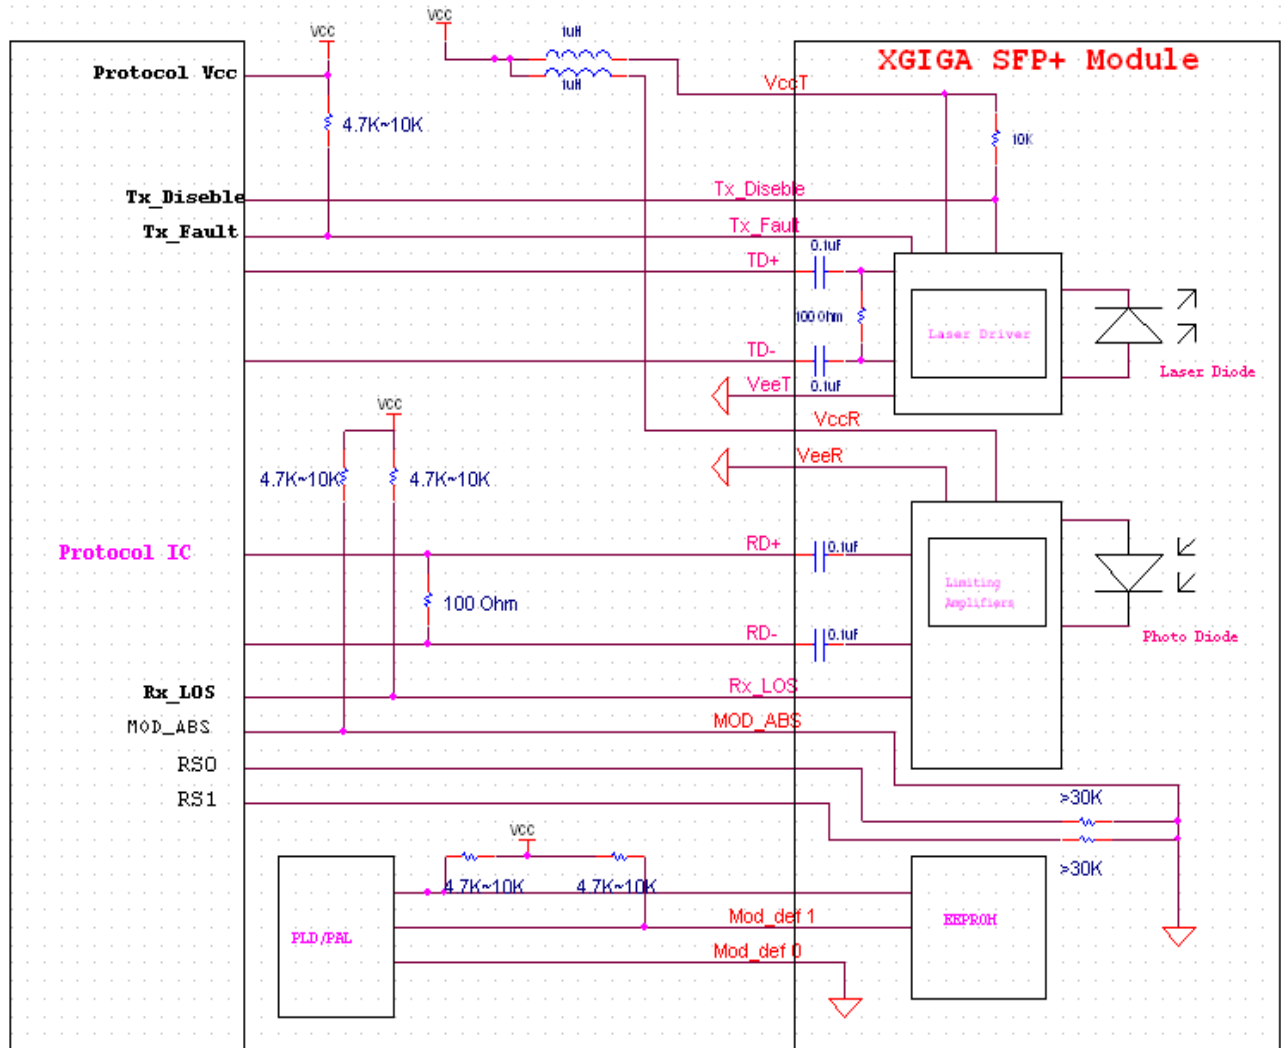 VCC
VCC
1uH
XGIGA SFP+ Module
Protocol Vcc
1uH
VccT
4.7K~10K
10K
Tx_Diseble
Tx_Diseble
Tx_Fault
Tx_Fault
0.1uF
TD+
100 Ohm
Laser Driver
TD-
Laser Diode
VeeT
0.1uF
VCC
VccR
VeeR
4.7K~10K
4.7K~10K
Protocol IC
RD+
0.1uF
Limiting
Amplifiers
100 Ohm
RD-
0.1uF
Photo Diode
Rx_LOS
Rx_LOS
MOD_ABS
MOD_ABS
RS0
RS1
>30K
VCC
>30K
4.7K~10K
4.7K~10K
Mod_def 1
EEPROM
PLD/PAL
Mod_def 0